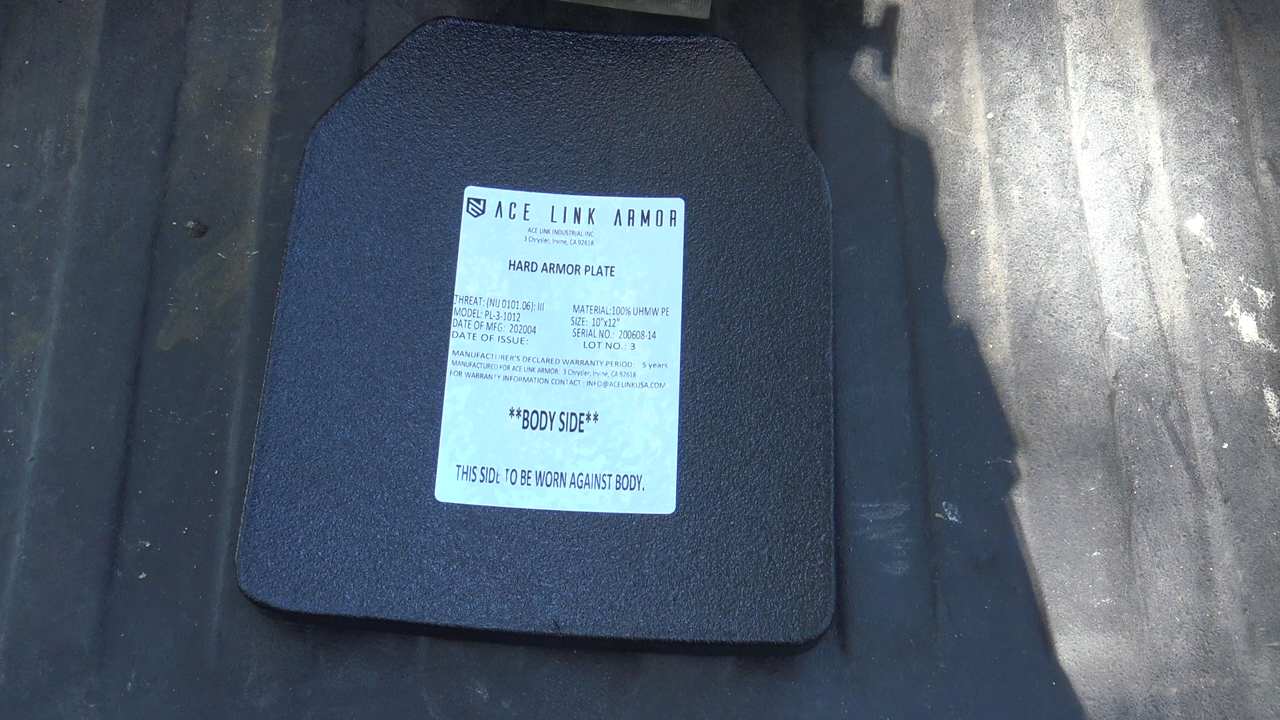 ACE LINK ARMOR
ACE LINK INDUSTRIAL INC
3 Chrysler, Irvine, CA 92618
HARD ARMOR PLATE
THREAT: (NIJ 0101.06): III MATERIAL:100% UHMW PE
MODEL: PL-3-1012 SIZE: 10"x12"
DATE OF MFG: 202004 SERIAL NO.: 200608-14
DATE OF ISSUE: LOT NO.: 3
MANUFACTURER'S DECLARED WARRANTY PERIOD: 5 years
MANUFACTURED FOR ACE LINK ARMOR: 3 Chrysler, Irvine, CA 92618
FOR WARRANTY INFORMATION CONTACT : INFO@ACELINKUSA.COM
**BODY SIDE**
THIS SIDE TO BE WORN AGAINST BODY.